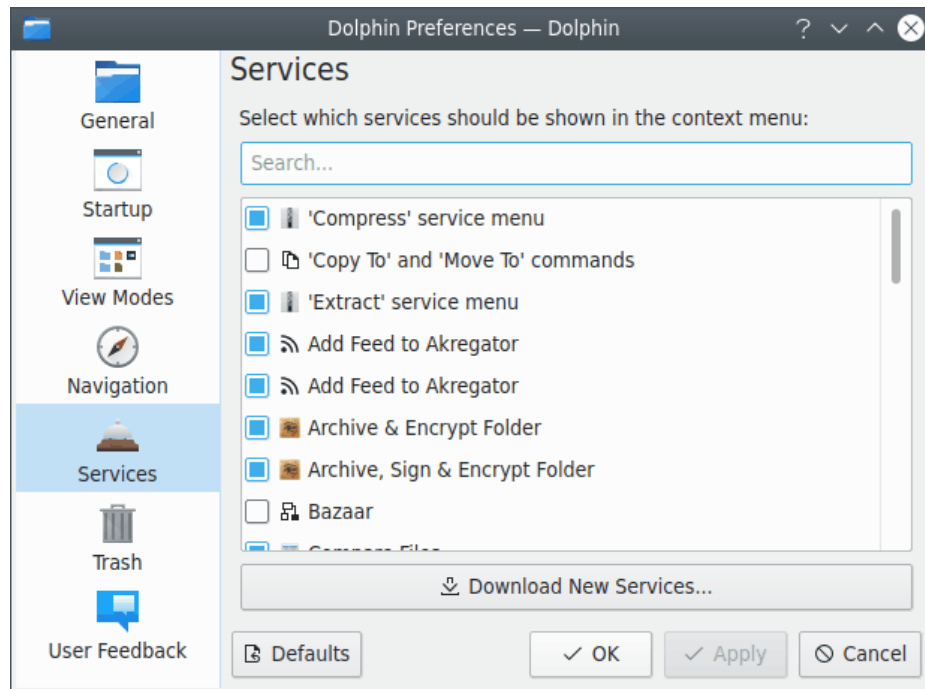 Dolphin Preferences — Dolphin
General
Startup
View Modes
Navigation
Services
Trash
User Feedback
Services
Select which services should be shown in the context menu:
Search...
'Compress' service menu
'Copy To' and 'Move To' commands
'Extract' service menu
Add Feed to Akregator
Add Feed to Akregator
Archive & Encrypt Folder
Archive, Sign & Encrypt Folder
Bazaar
Compare Files
Download New Services...
Defaults
OK
Apply
Cancel